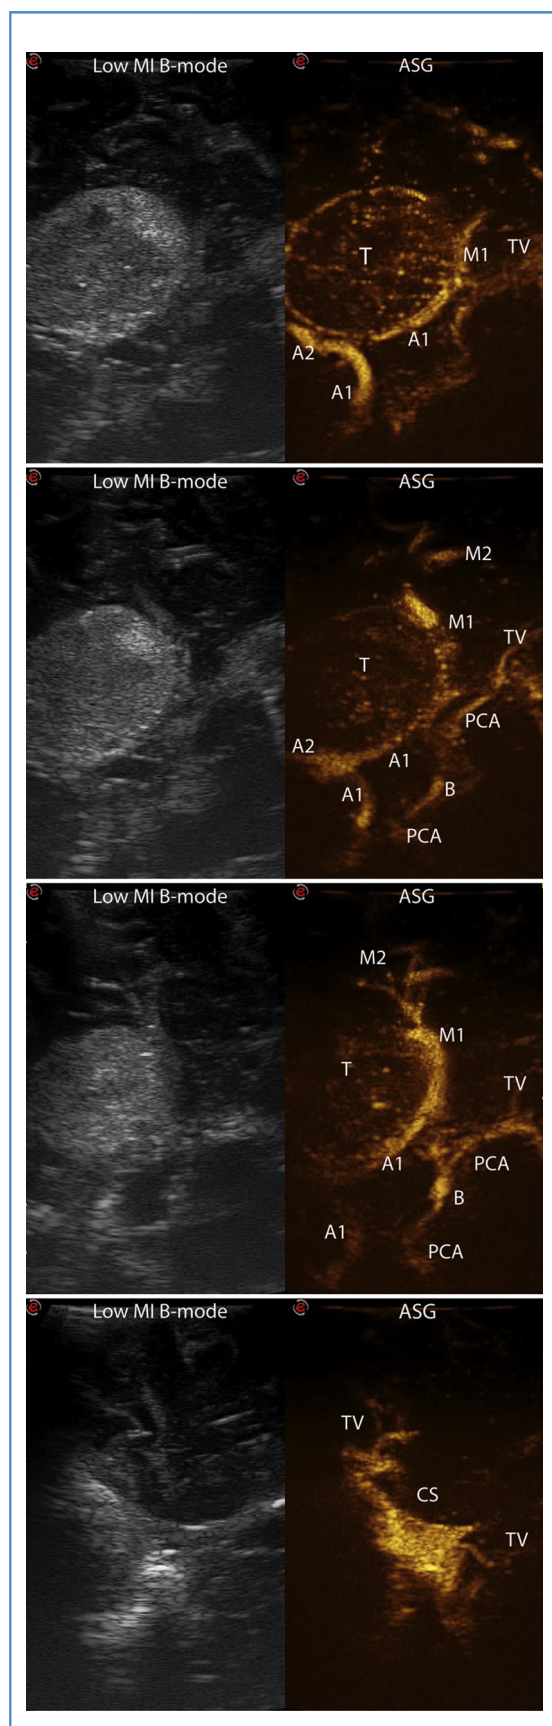 Low MI B-mode ASG
T
M1
TV
A1
A2
A1
Low MI B-mode ASG
M2
M1
TV
T
PCA
A2
A1
A1
B
PCA
Low MI B-mode ASG
M2
M1
T
TV
A1
PCA
B
A1
PCA
Low MI B-mode ASG
TV
CS
TV